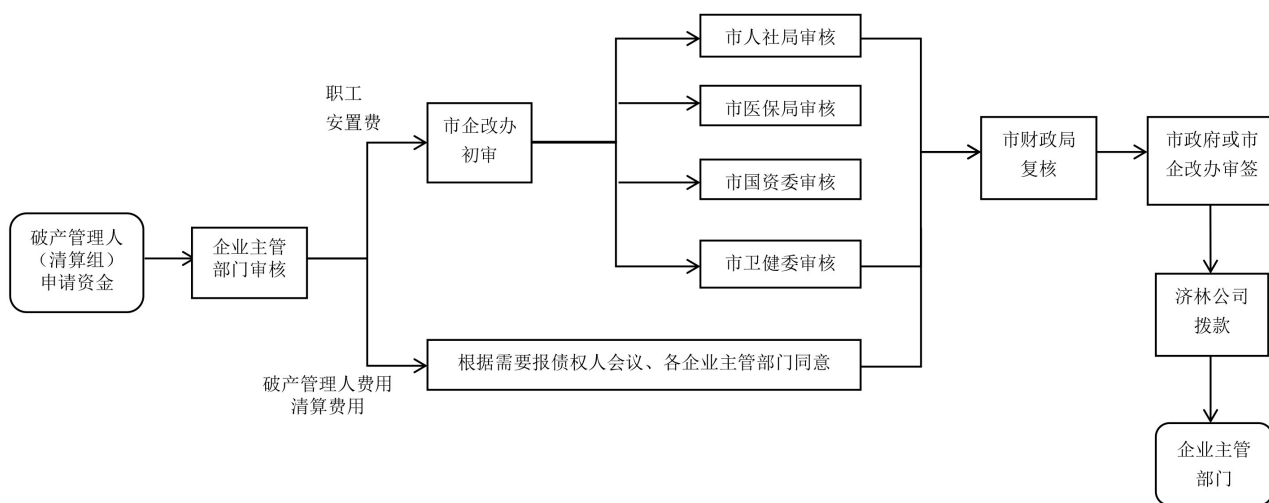 破产管理人
（清算组）
申请资金
企业主管
部门审核
职工
安置费
破产管理人费用
清算费用
市企改办
初审
市人社局审核
市医保局审核
市国资委审核
市卫健委审核
根据需要报债权人会议、各企业主管部门同意
市财政局
复核
市政府或市
企改办审签
济林公司
拨款
企业主管
部门